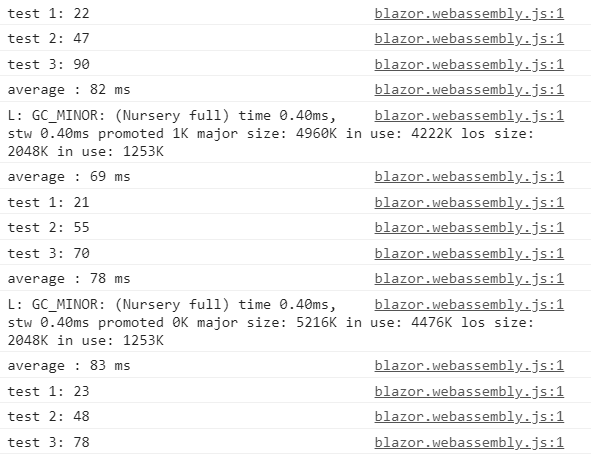 test 1: 22 blazor.webassembly.js:1
test 2: 47 blazor.webassembly.js:1
test 3: 90 blazor.webassembly.js:1
average : 82 ms blazor.webassembly.js:1
L: GC_MINOR: (Nursery full) time 0.40ms, blazor.webassembly.js:1
stw 0.40ms promoted 1K major size: 4960K in use: 4222K los size:
2048K in use: 1253K
average : 69 ms blazor.webassembly.js:1
test 1: 21 blazor.webassembly.js:1
test 2: 55 blazor.webassembly.js:1
test 3: 70 blazor.webassembly.js:1
average : 78 ms blazor.webassembly.js:1
L: GC_MINOR: (Nursery full) time 0.40ms, blazor.webassembly.js:1
stw 0.40ms promoted 0K major size: 5216K in use: 4476K los size:
2048K in use: 1253K
average : 83 ms blazor.webassembly.js:1
test 1: 23 blazor.webassembly.js:1
test 2: 48 blazor.webassembly.js:1
test 3: 78 blazor.webassembly.js:1